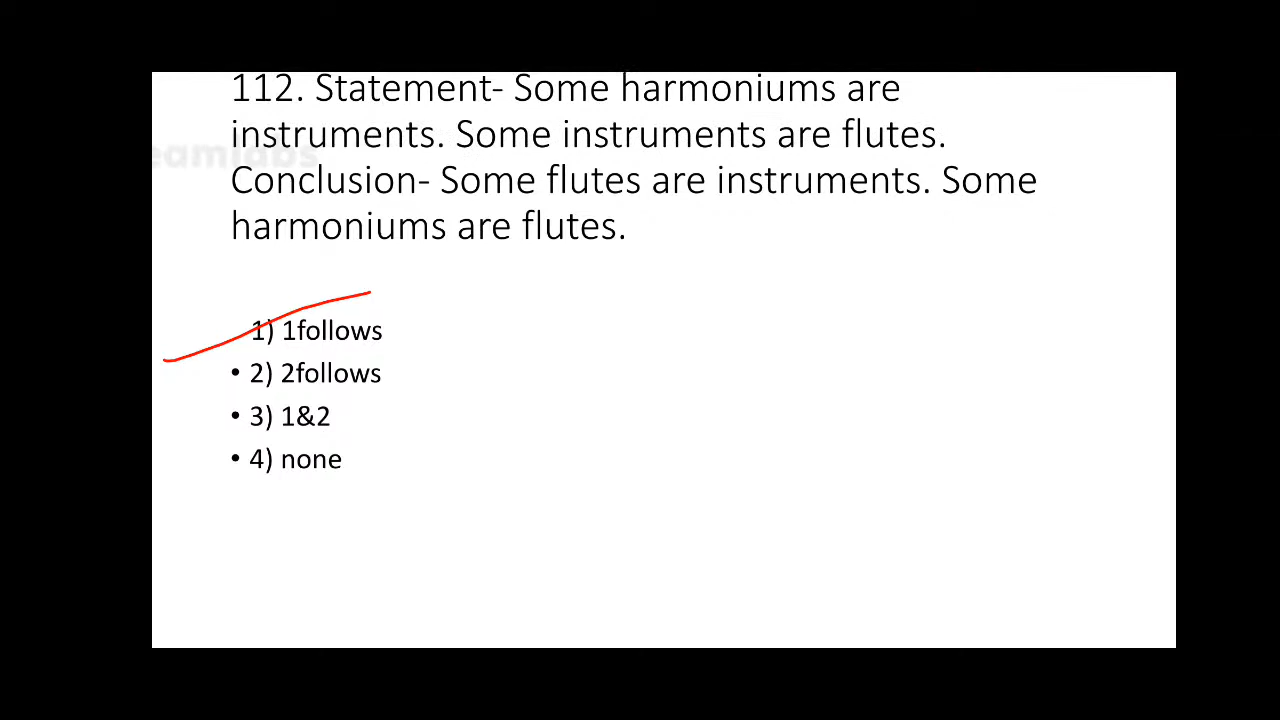 112. Statement- Some harmoniums are
instruments. Some instruments are flutes.
Conclusion- Some flutes are instruments. Some
harmoniums are flutes.
1) 1follows
• 2) 2follows
• 3) 1&2
• 4) none